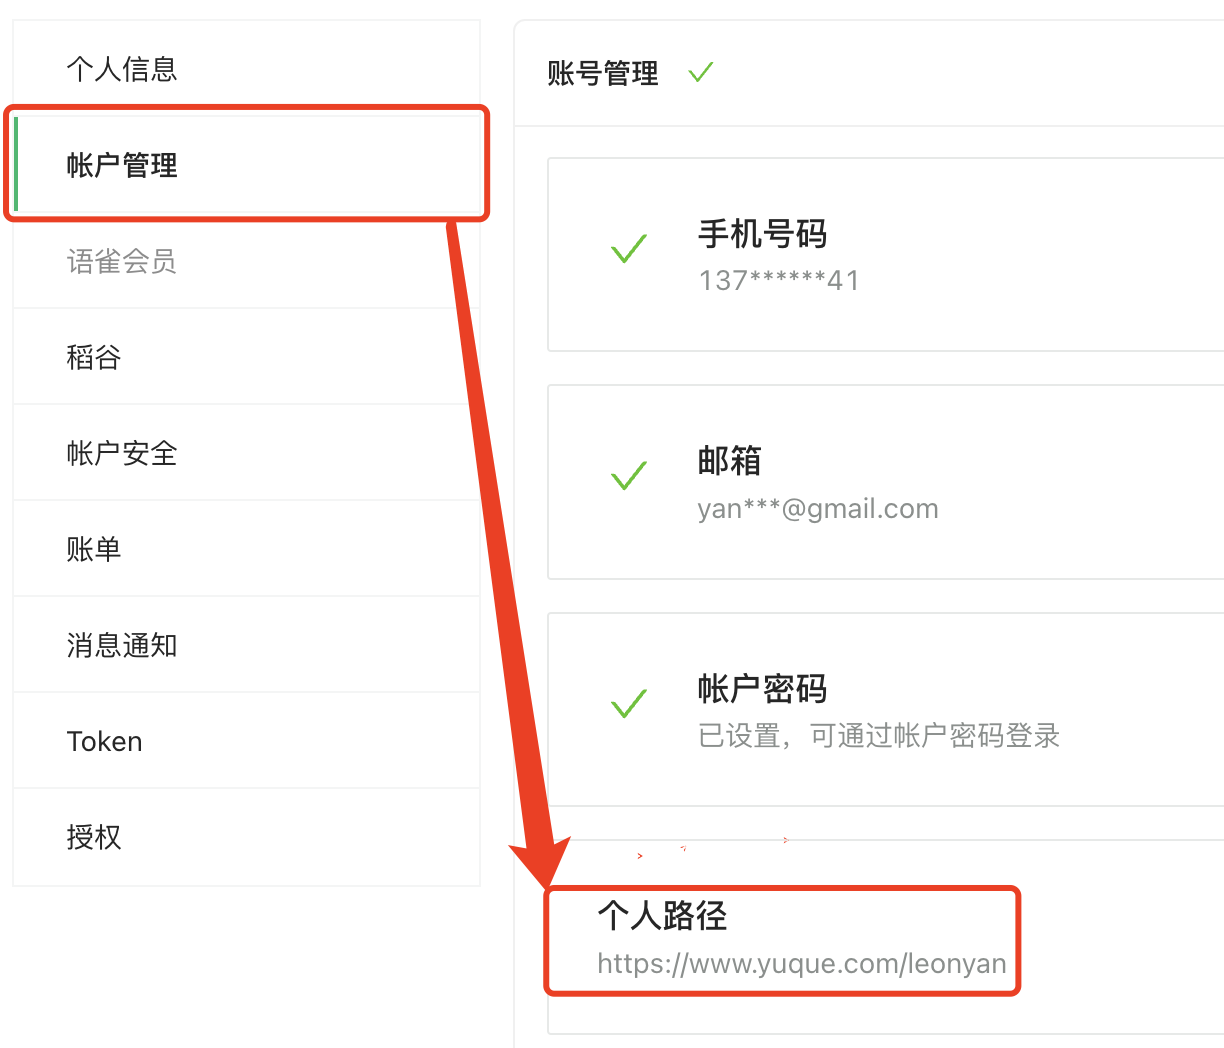 个人信息
帐户管理
语雀会员
稻谷
帐户安全
账单
消息通知
Token
授权
账号管理
手机号码
137******41
邮箱
yan***@gmail.com
帐户密码
已设置，可通过帐户密码登录
个人路径
https://www.yuque.com/leonyan